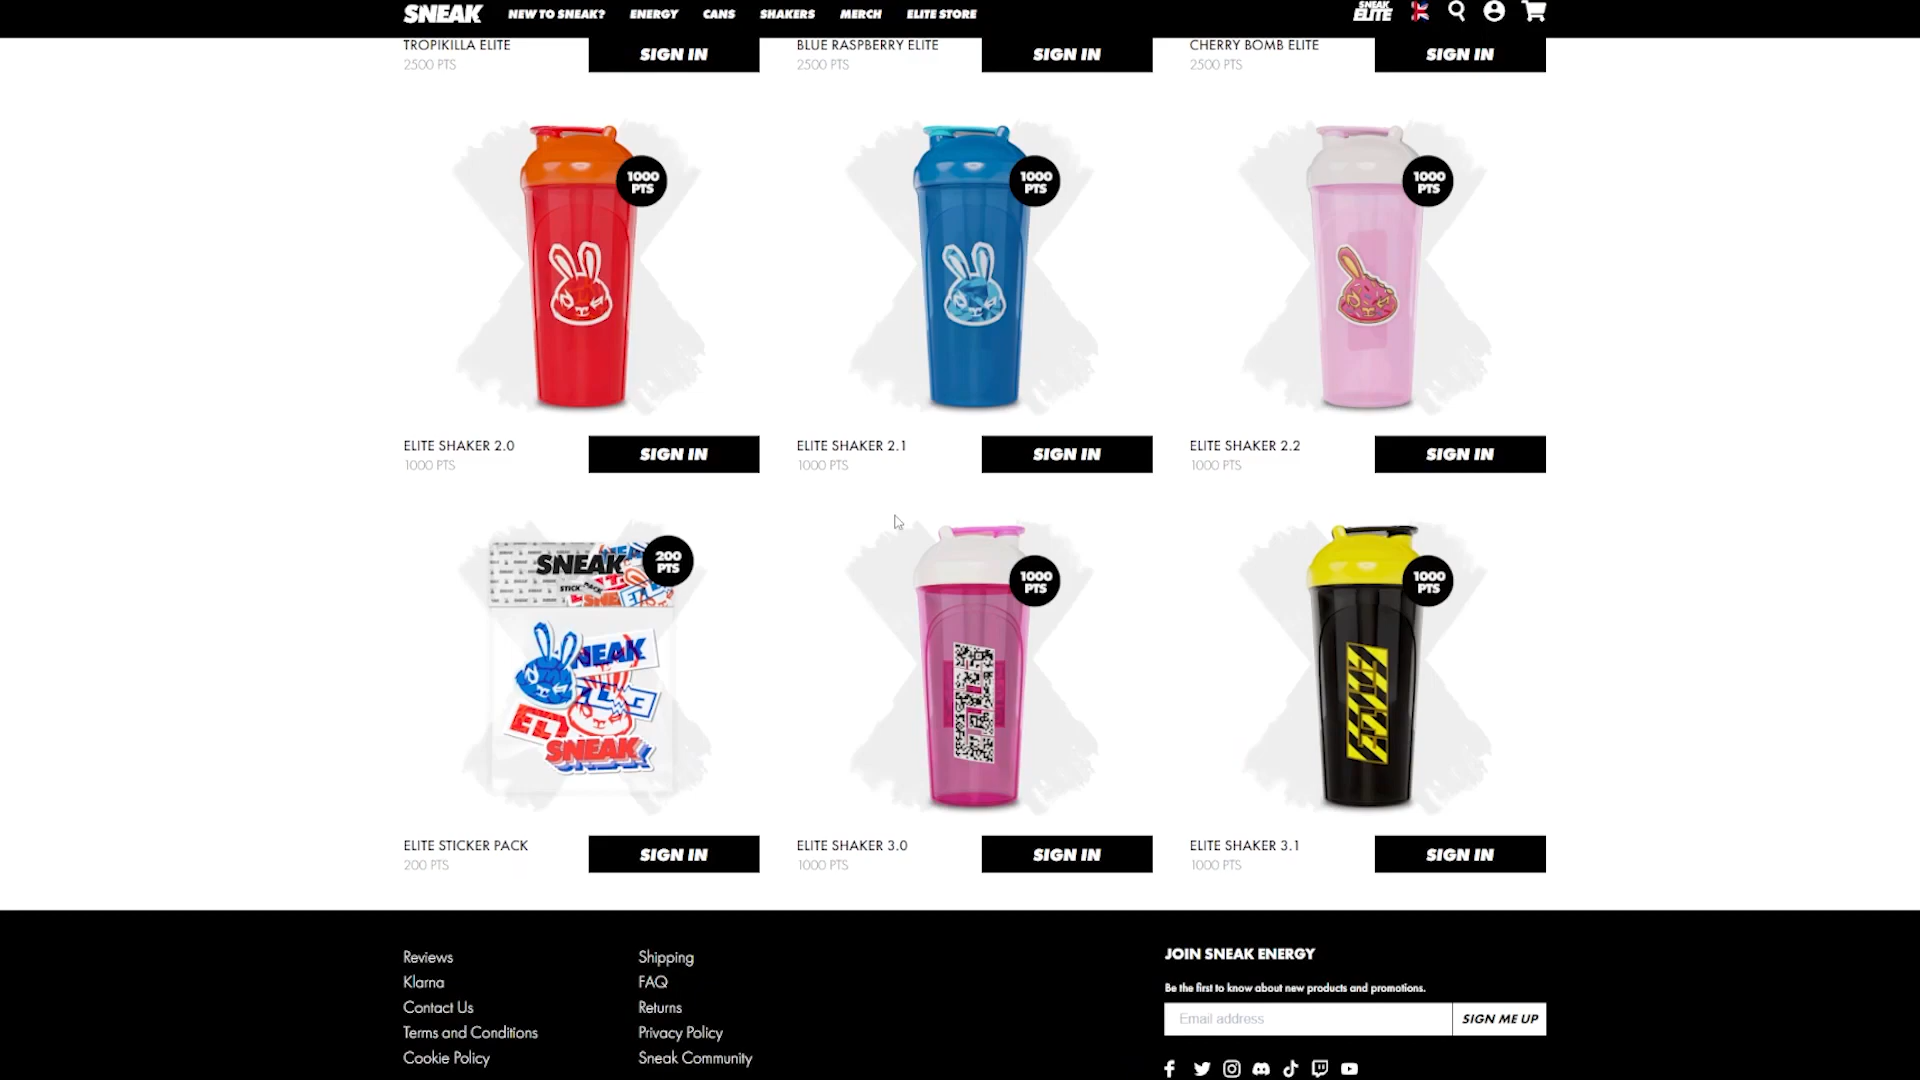 SNEAK NEW TO SNEAK? ENERGY CANS SHAKERS MERCH ELITE STORE SNEAK ELITE
TROPIKILLA ELITE SIGN IN BLUE RASPBERRY ELITE SIGN IN CHERRY BOMB ELITE SIGN IN
2500 PTS 2500 PTS 2500 PTS
1000 PTS 1000 PTS 1000 PTS
ELITE SHAKER 2.0 SIGN IN ELITE SHAKER 2.1 SIGN IN ELITE SHAKER 2.2 SIGN IN
1000 PTS 1000 PTS 1000 PTS
SNEAK 200 PTS 1000 PTS 1000 PTS
SNEAK
SNEAK
ELITE STICKER PACK SIGN IN ELITE SHAKER 3.0 SIGN IN ELITE SHAKER 3.1 SIGN IN
200 PTS 1000 PTS 1000 PTS
Reviews Shipping JOIN SNEAK ENERGY
Klarna FAQ Be the first to know about new products and promotions.
Contact Us Returns Email address SIGN ME UP
Terms and Conditions Privacy Policy
Cookie Policy Sneak Community